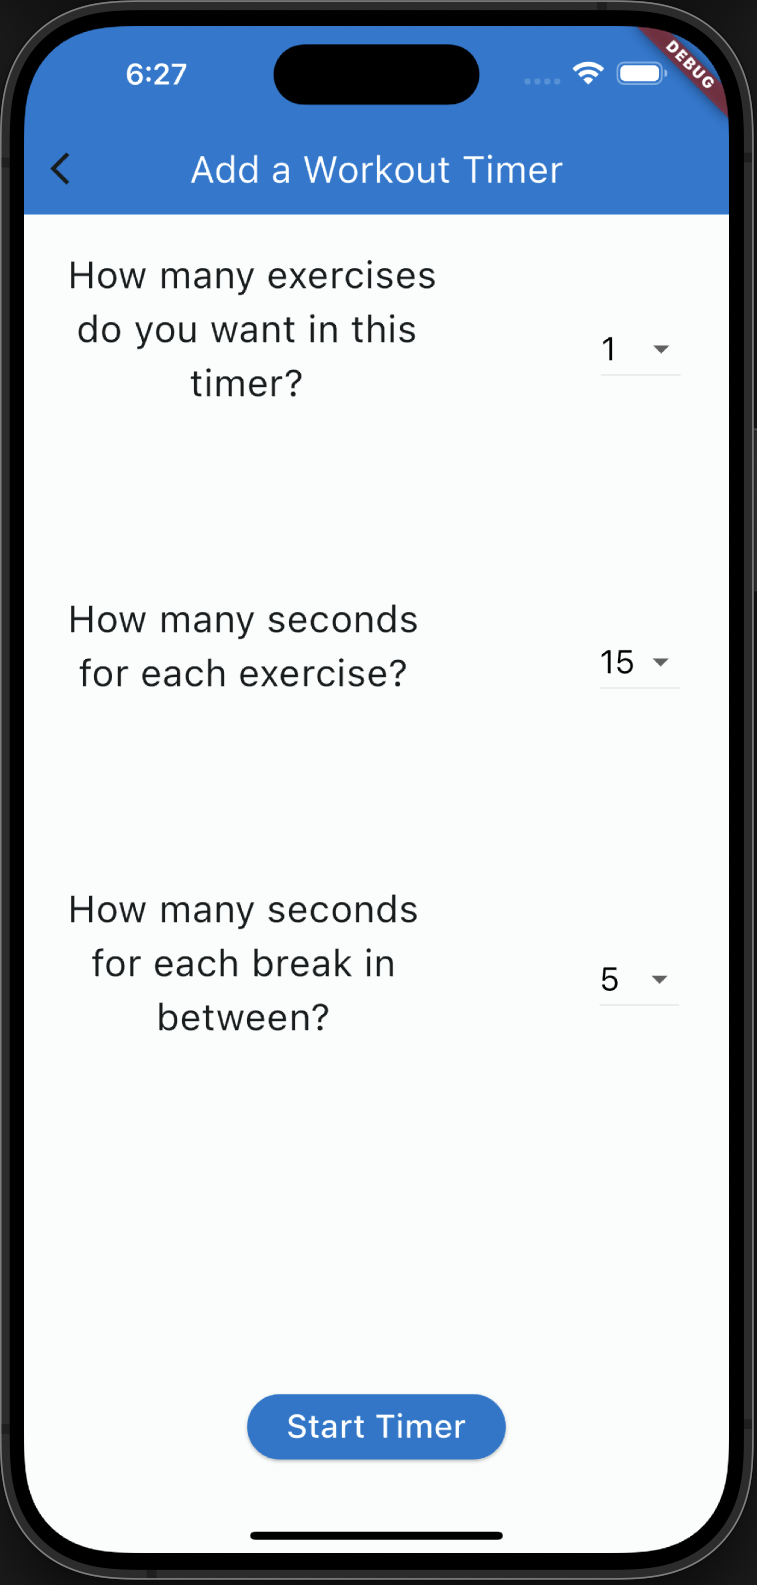 6:27
DEBUG
Add a Workout Timer
How many exercises
do you want in this
timer?
1
How many seconds
for each exercise?
15
How many seconds
for each break in
between?
5
Start Timer